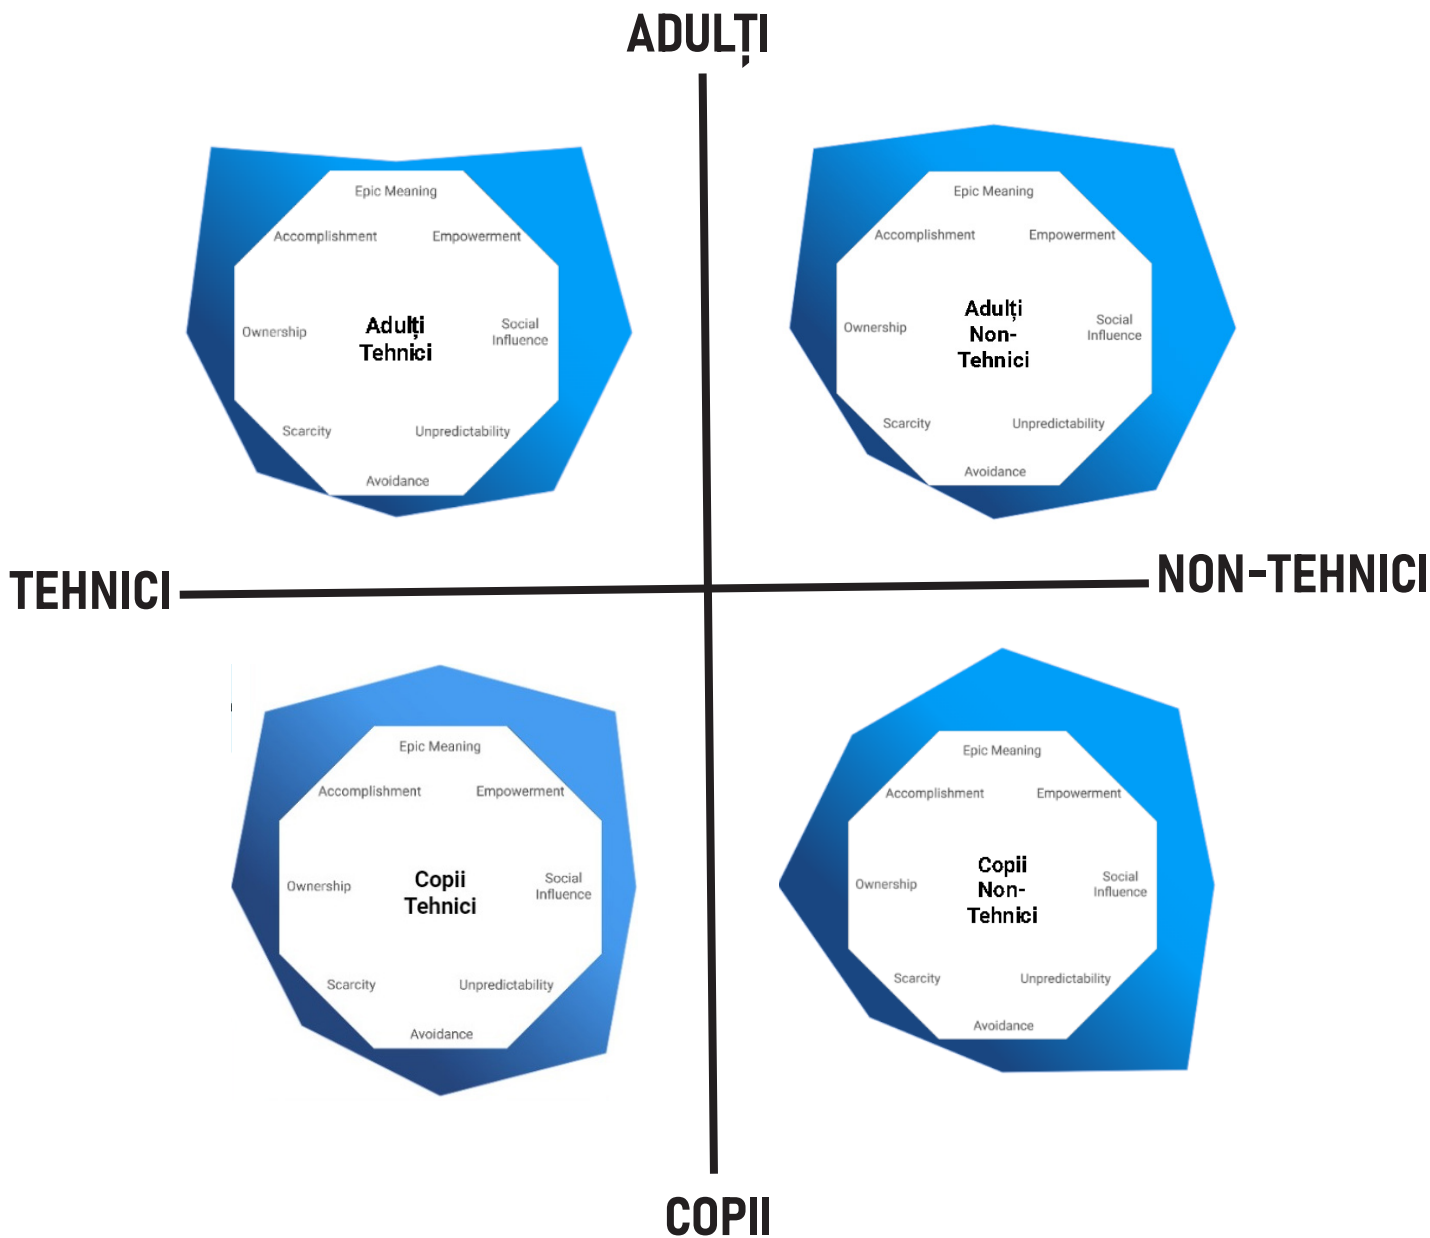 ADULȚI
Epic Meaning
Accomplishment
Empowerment
Ownership
Adulți
Tehnici
Social
Influence
Scarcity
Unpredictability
Avoidance
Epic Meaning
Accomplishment
Empowerment
Ownership
Adulți
Non-
Tehnici
Social
Influence
Scarcity
Unpredictability
Avoidance
TEHNICI
NON-TEHNICI
Epic Meaning
Accomplishment
Empowerment
Ownership
Copii
Tehnici
Social
Influence
Scarcity
Unpredictability
Avoidance
Epic Meaning
Accomplishment
Empowerment
Ownership
Copii
Non-
Tehnici
Social
Influence
Scarcity
Unpredictability
Avoidance
COPII